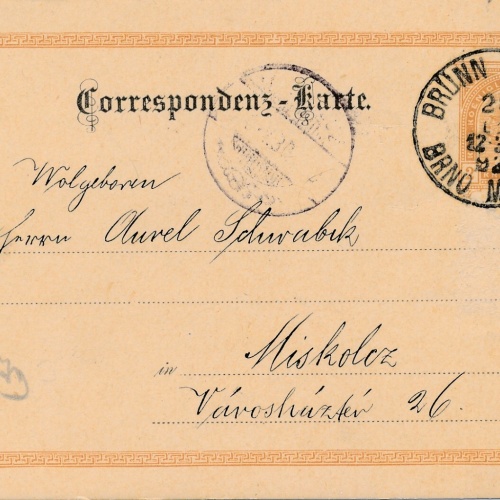 Correspondenz-Karte.
BRÜNN
BRNO
Wolgeboren
Herrn Aurel Schwabik
in Miskolcz
Városháztér 26.